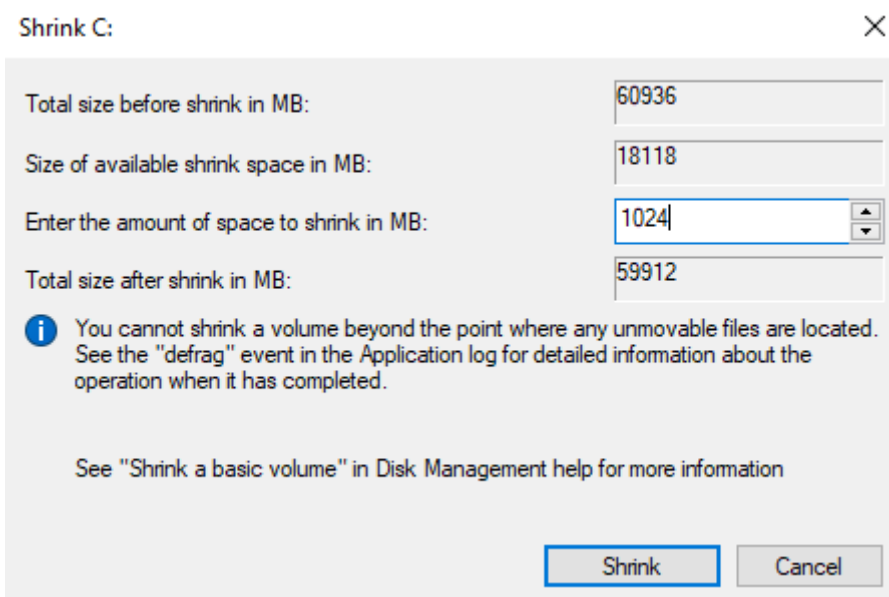 Shrink C:
Total size before shrink in MB: 60936
Size of available shrink space in MB: 18118
Enter the amount of space to shrink in MB: 1024
Total size after shrink in MB: 59912
You cannot shrink a volume beyond the point where any unmovable files are located.
See the "defrag" event in the Application log for detailed information about the
operation when it has completed.
See "Shrink a basic volume" in Disk Management help for more information
Shrink Cancel